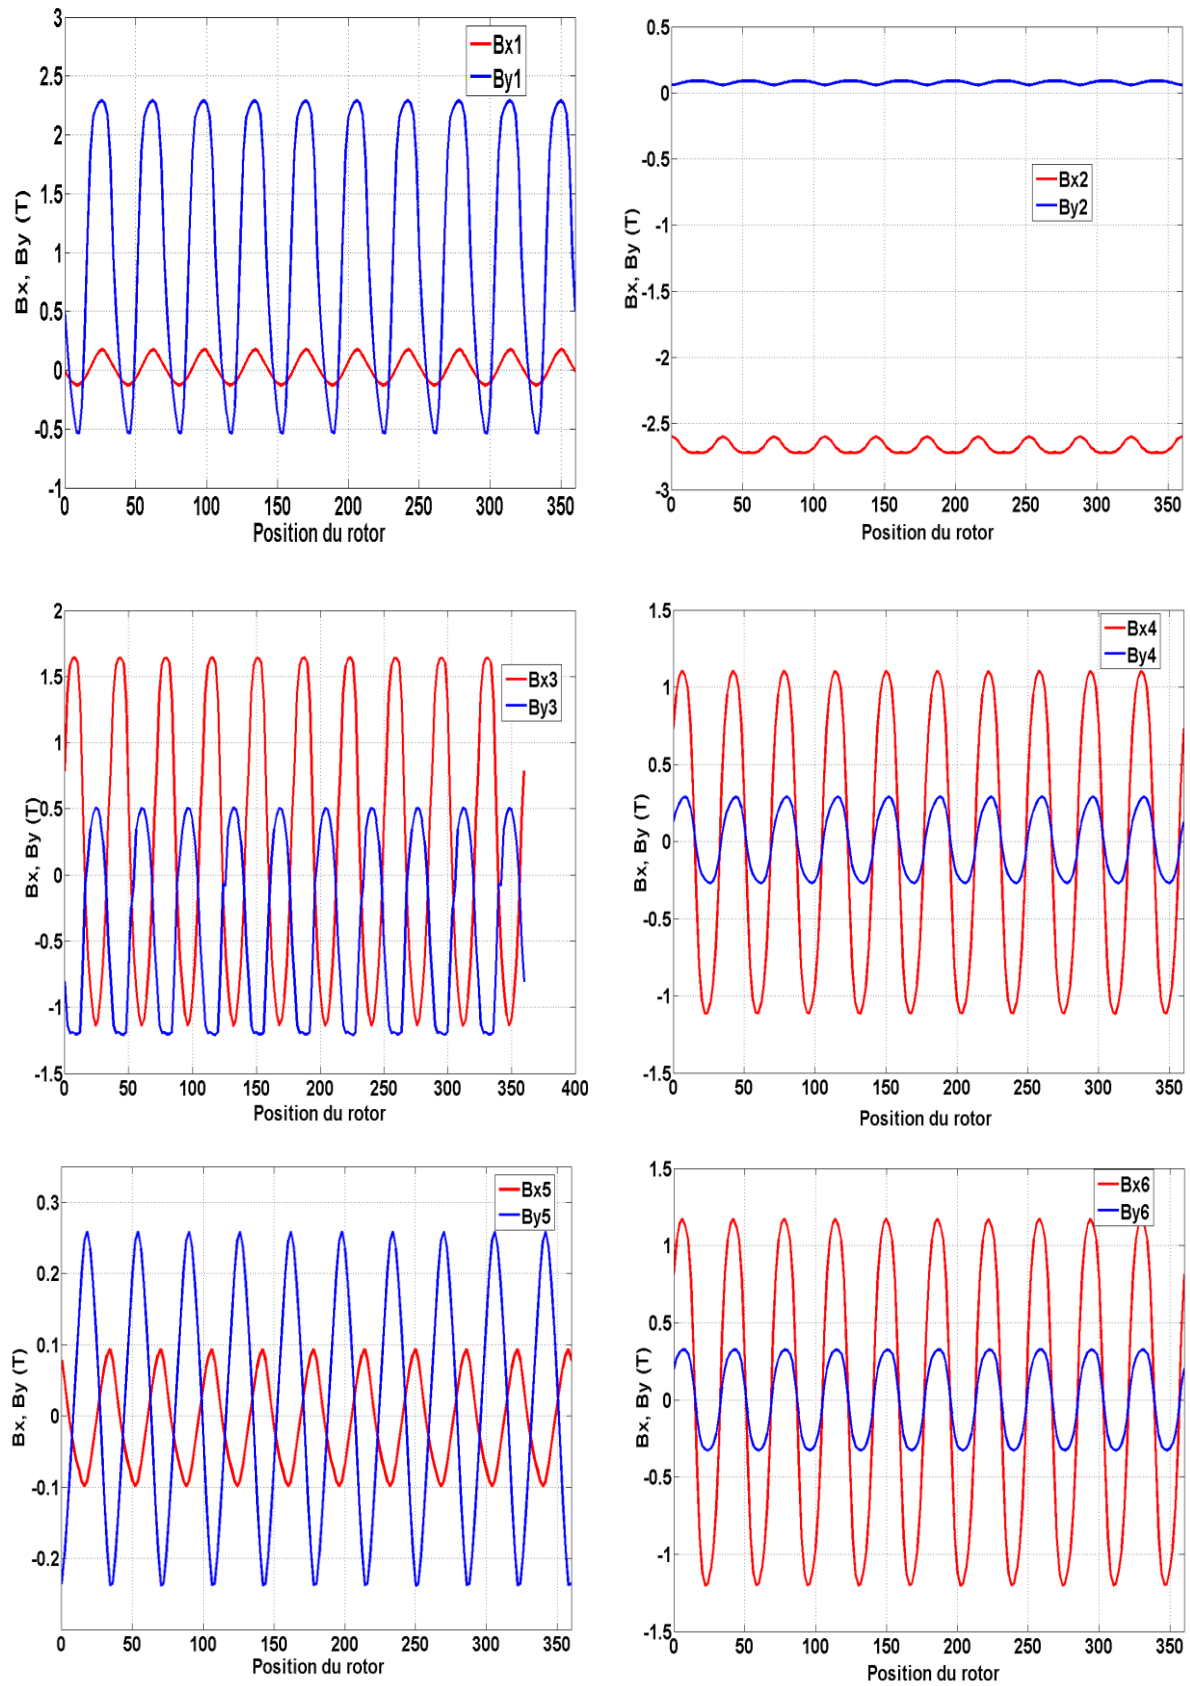 3
2.5
2
1.5
1
0.5
0
-0.5
-1
Bx, By (T)
Bx1
By1
0 50 100 150 200 250 300 350
Position du rotor
0.5
0
-0.5
-1
-1.5
-2
-2.5
-3
Bx, By (T)
Bx2
By2
0 50 100 150 200 250 300 350
Position du rotor
2
1.5
1
0.5
0
-0.5
-1
-1.5
Bx, By (T)
Bx3
By3
0 50 100 150 200 250 300 350 400
Position du rotor
1.5
1
0.5
0
-0.5
-1
-1.5
Bx, By (T)
Bx4
By4
0 50 100 150 200 250 300 350
Position du rotor
0.3
0.2
0.1
0
-0.1
-0.2
Bx, By (T)
Bx5
By5
0 50 100 150 200 250 300 350
Position du rotor
1.5
1
0.5
0
-0.5
-1
-1.5
Bx, By (T)
Bx6
By6
0 50 100 150 200 250 300 350
Position du rotor